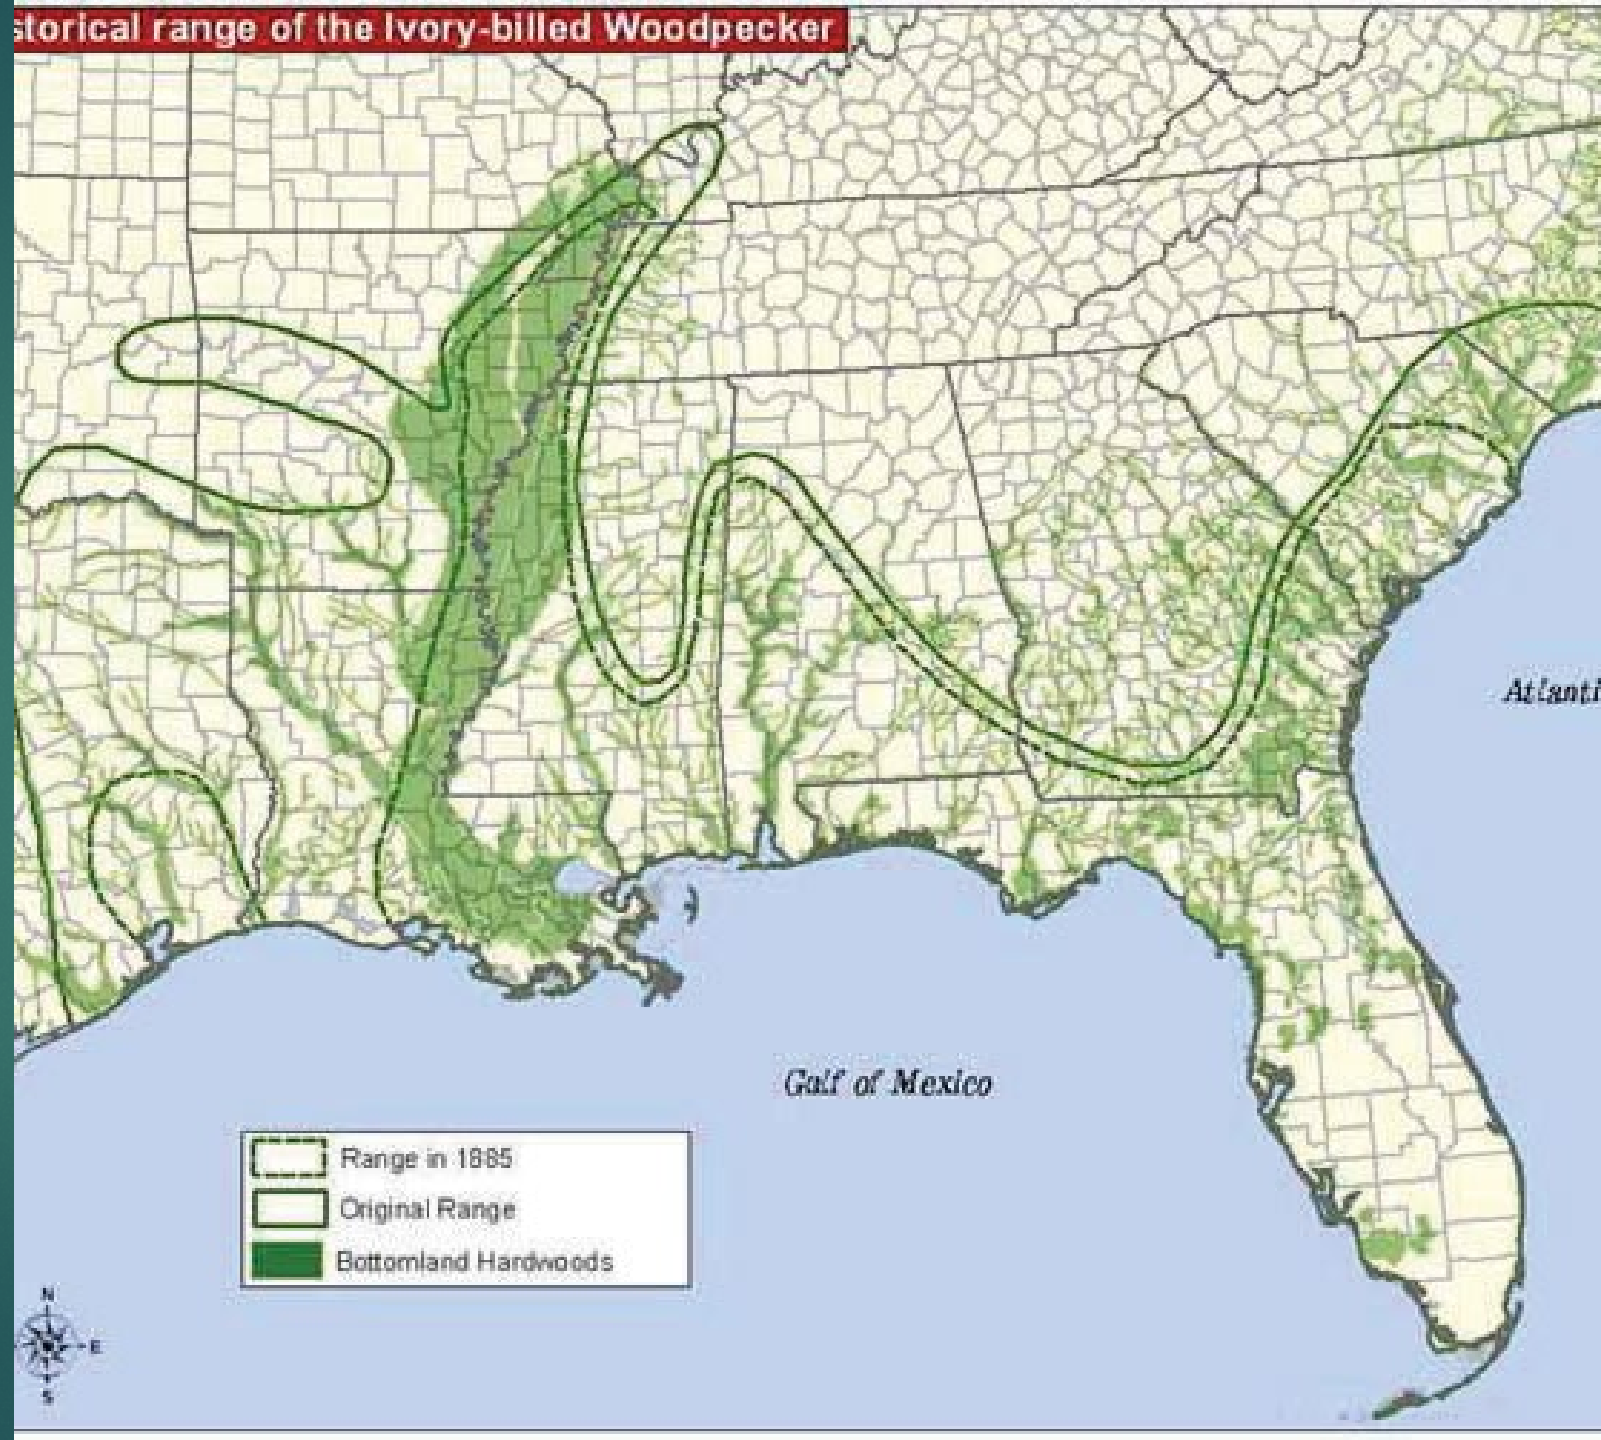 storical range of the Ivory-billed Woodpecker
Atlanti
Gulf of Mexico
Range in 1885
Original Range
Bottomland Hardwoods
N
E
S